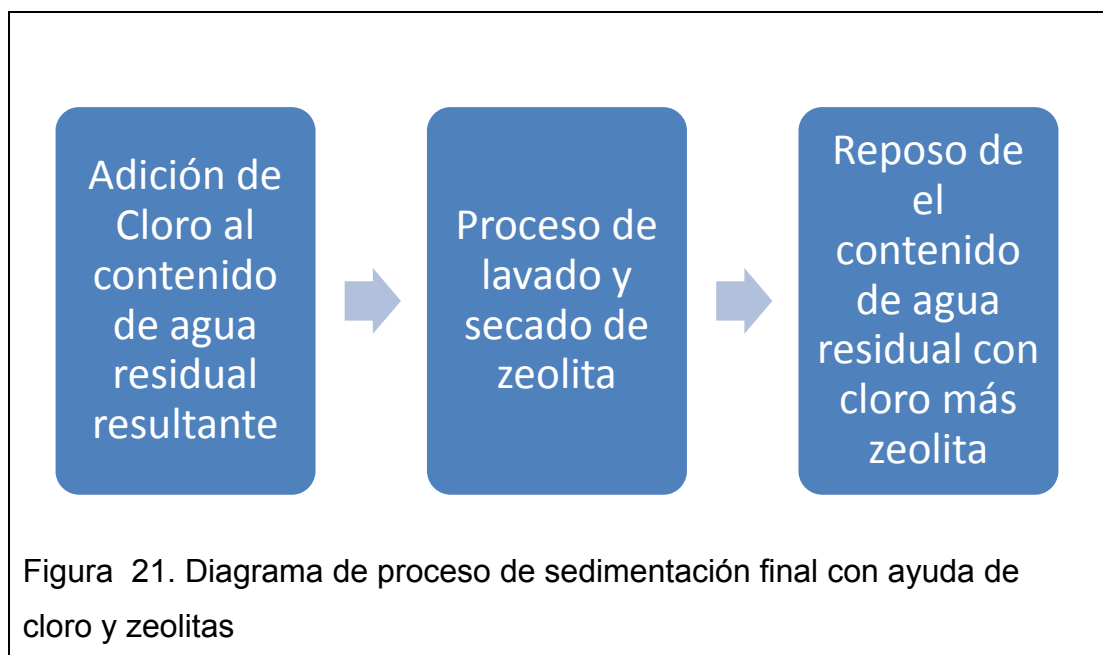 Adición de
Cloro al
contenido
de agua
residual
resultante
Proceso de
lavado y
secado de
zeolita
Reposo de
el
contenido
de agua
residual con
cloro más
zeolita
Figura 21. Diagrama de proceso de sedimentación final con ayuda de
cloro y zeolitas